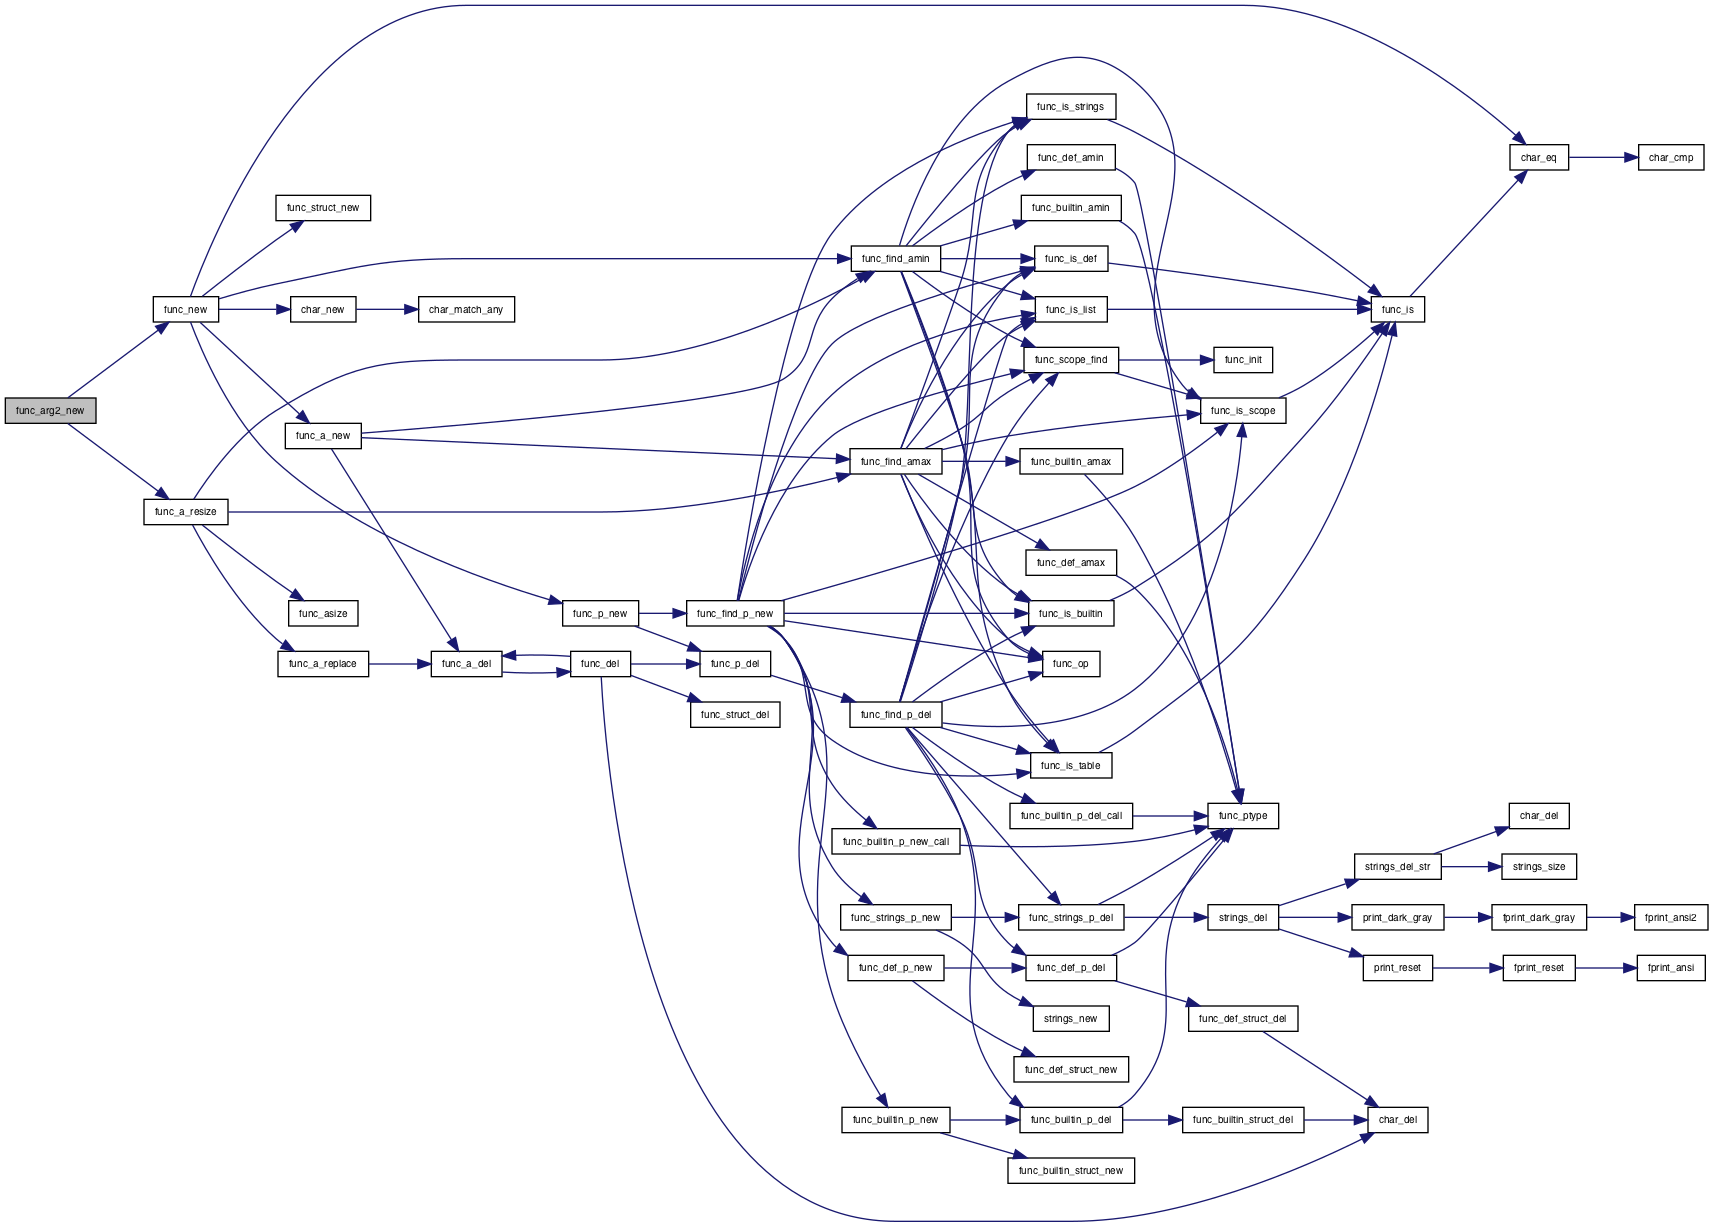 func_arg2_new
func_new
func_a_resize
func_struct_new
char_new
func_a_new
func_asize
func_a_replace
char_match_any
func_a_del
func_p_new
func_del
func_find_p_new
func_p_del
func_struct_del
func_find_amin
func_find_amax
func_find_p_del
func_builtin_p_new_call
func_strings_p_new
func_def_p_new
func_builtin_p_new
func_is_strings
func_def_amin
func_builtin_amin
func_is_def
func_is_list
func_scope_find
func_builtin_amax
func_def_amax
func_is_builtin
func_op
func_is_table
func_builtin_p_del_call
func_strings_p_del
func_def_p_del
strings_new
func_def_struct_new
func_builtin_p_del
func_builtin_struct_new
func_init
func_is_scope
func_ptype
strings_del
func_def_struct_del
func_builtin_struct_del
func_is
strings_del_str
print_dark_gray
print_reset
char_del
char_eq
char_del
strings_size
fprint_dark_gray
fprint_reset
char_cmp
fprint_ansi2
fprint_ansi